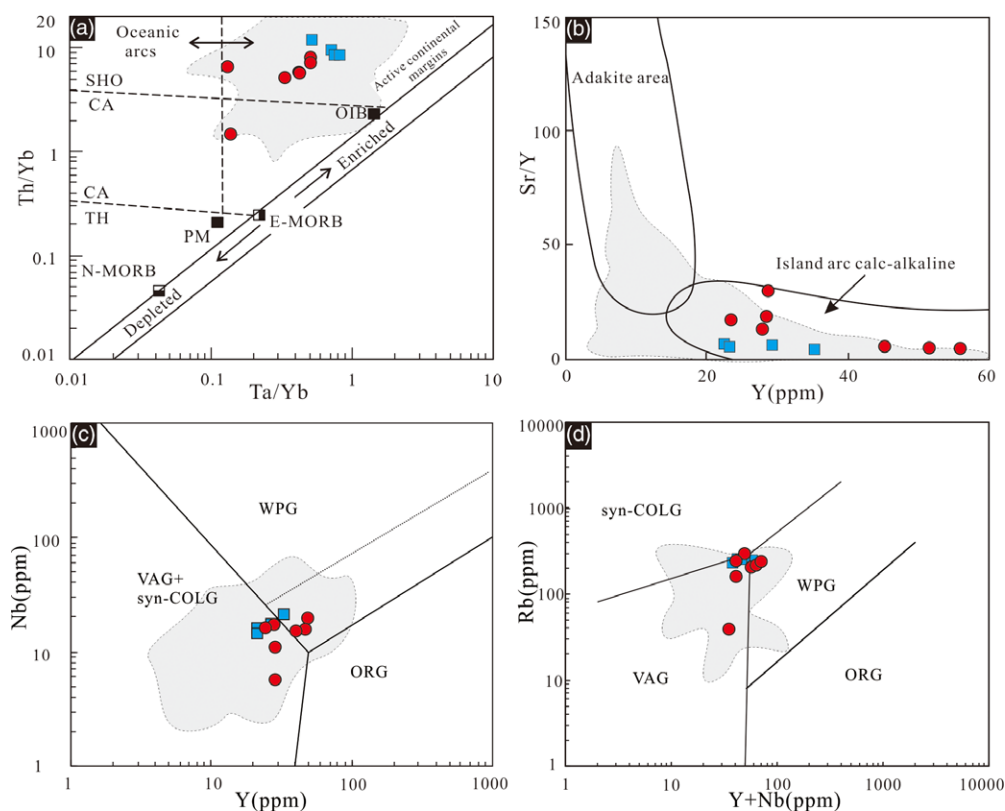 (a)
20
10
1
0.1
0.01
Th/Yb
Oceanic
arcs
Active continental
margins
SHO
CA
OIB
Enriched
CA
TH
PM
E-MORB
N-MORB
Depleted
0.01
0.1
1
10
Ta/Yb
(b)
150
100
50
0
Sr/Y
Adakite area
Island arc calc-alkaline
0
20
40
60
Y(ppm)
(c)
1000
100
10
1
Nb(ppm)
WPG
VAG+
syn-COLG
ORG
1
10
100
1000
Y(ppm)
(d)
10000
1000
100
10
1
Rb(ppm)
syn-COLG
WPG
VAG
ORG
1
10
100
1000
10000
Y+Nb(ppm)